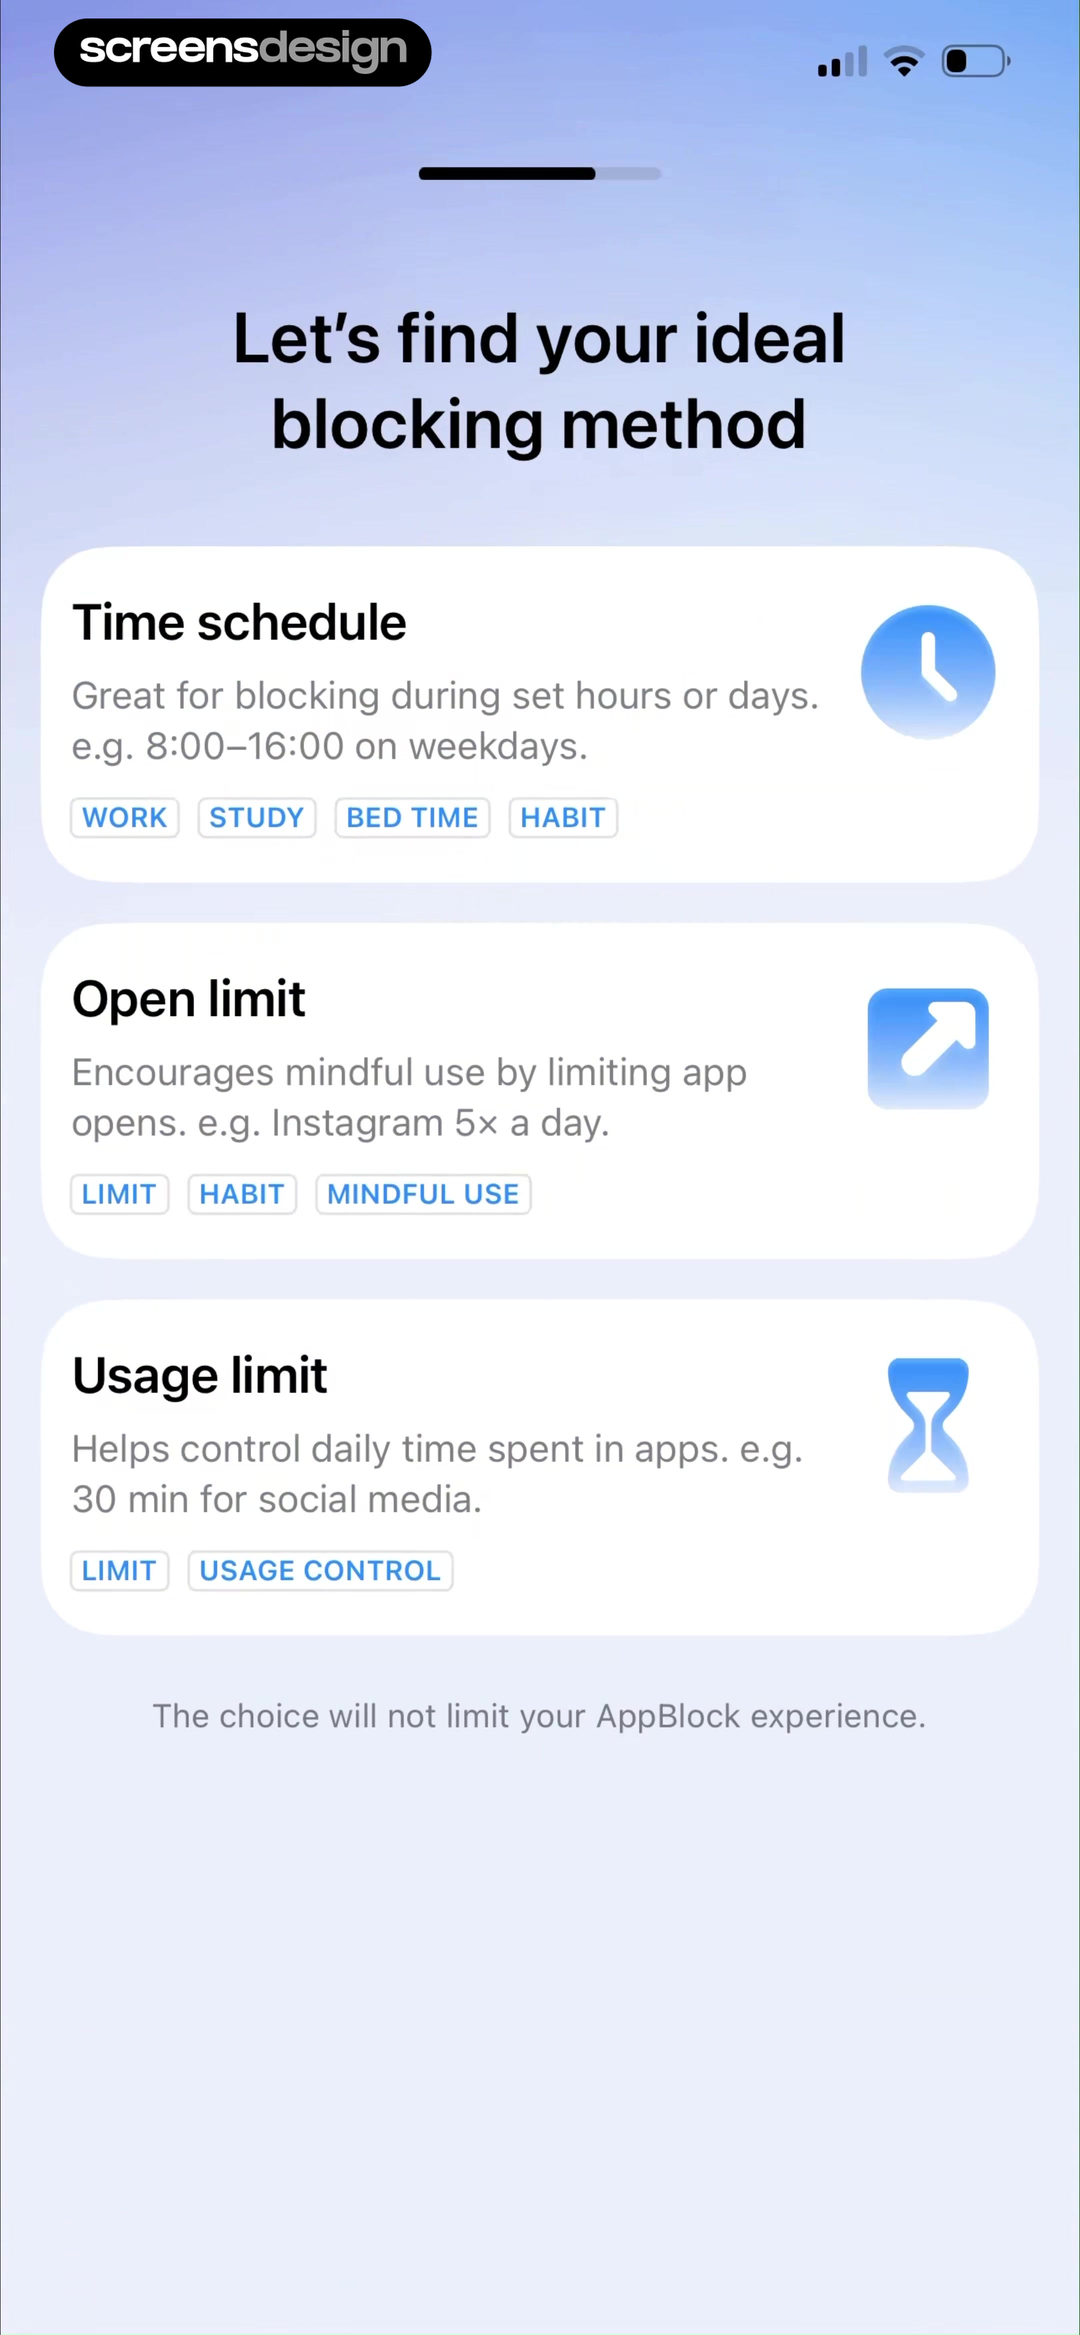 screensdesign
Let’s find your ideal
blocking method
Time schedule
Great for blocking during set hours or days.
e.g. 8:00–16:00 on weekdays.
WORK STUDY BED TIME HABIT
Open limit
Encourages mindful use by limiting app
opens. e.g. Instagram 5× a day.
LIMIT HABIT MINDFUL USE
Usage limit
Helps control daily time spent in apps. e.g.
30 min for social media.
LIMIT USAGE CONTROL
The choice will not limit your AppBlock experience.